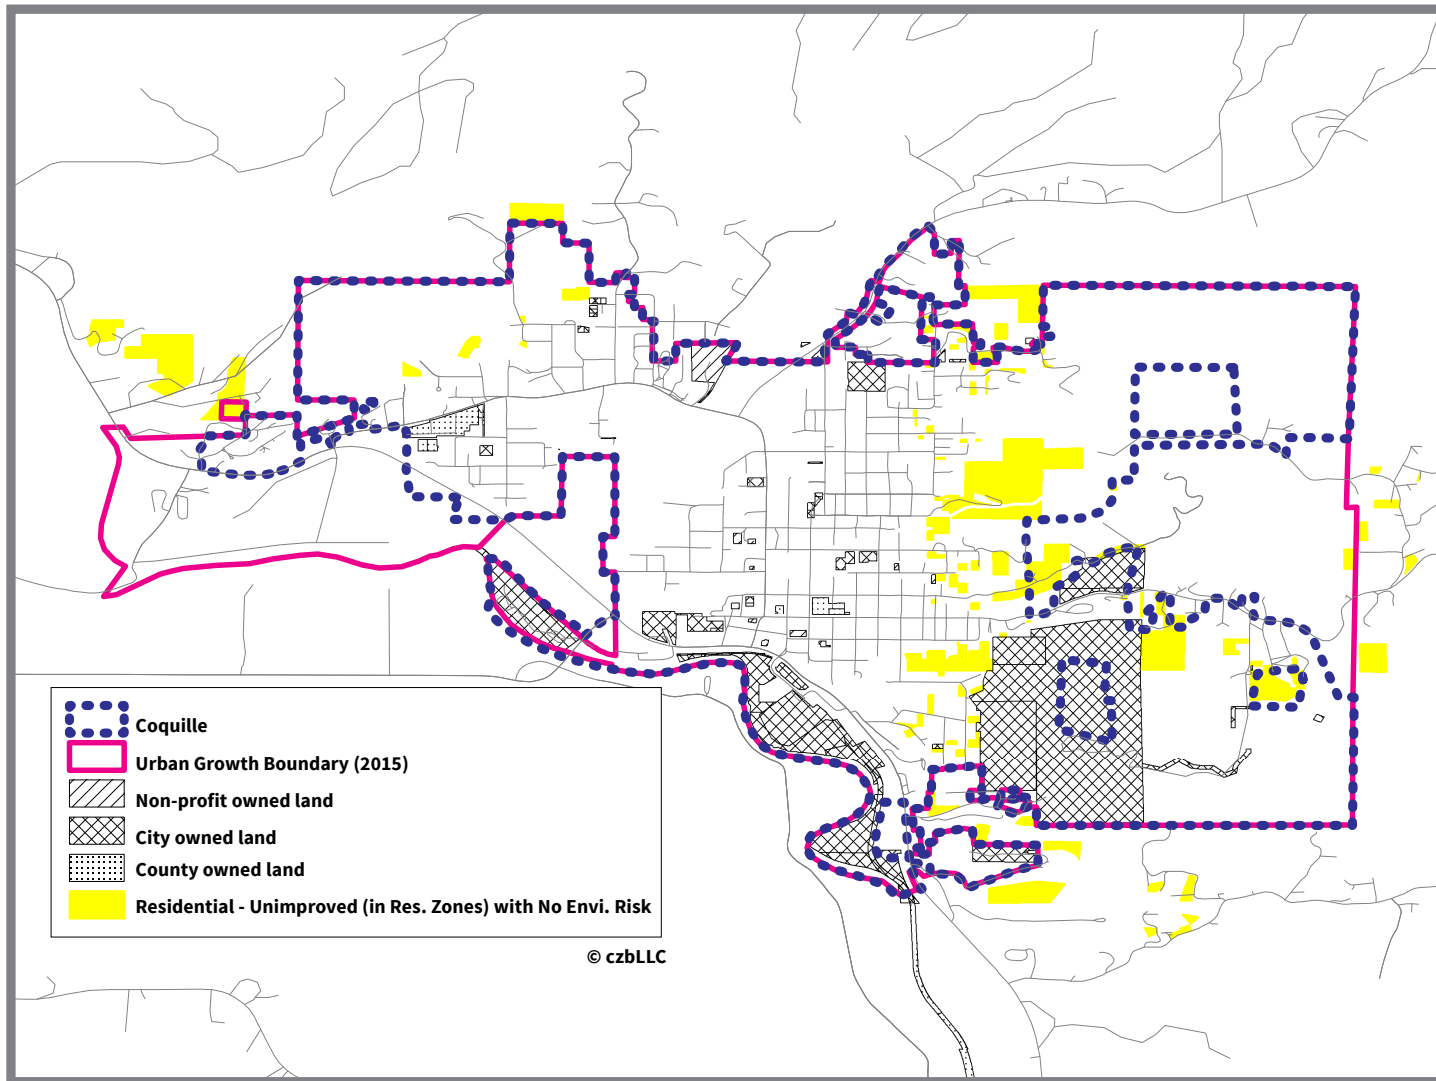 Coquille
Urban Growth Boundary (2015)
Non-profit owned land
City owned land
County owned land
Residential - Unimproved (in Res. Zones) with No Envi. Risk
© czbLLC